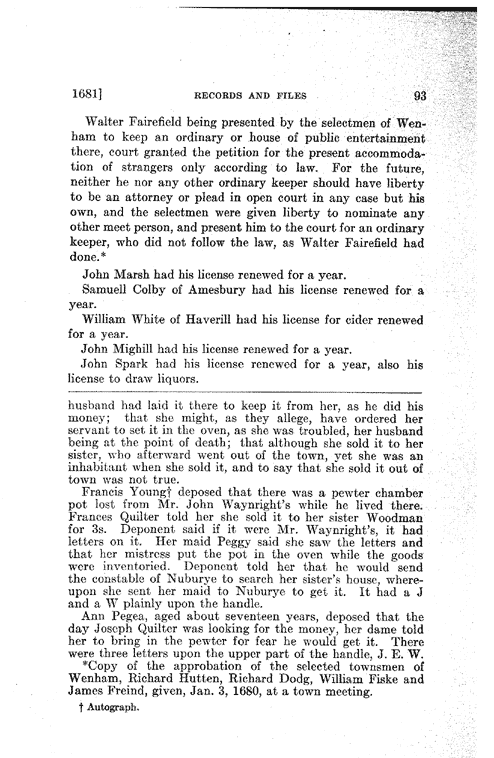 1681] RECORDS AND FILES 93
Walter Fairefield being presented by the selectmen of Wen-
ham to keep an ordinary or house of public entertainment
there, court granted the petition for the present accommoda-
tion of strangers only according to law. For the future,
neither he nor any other ordinary keeper should have liberty
to be an attorney or plead in open court in any case but his
own, and the selectmen were given liberty to nominate any
other meet person, and present him to the court for an ordinary
keeper, who did not follow the law, as Walter Fairefield had
done.*
John Marsh had his license renewed for a year.
Samuell Colby of Amesbury had his license renewed for a
year.
William White of Haverill had his license for cider renewed
for a year.
John Mighill had his license renewed for a year.
John Spark had his license renewed for a year, also his
license to draw liquors.
husband had laid it there to keep it from her, as he did his
money; that she might, as they allege, have ordered her
servant to set it in the oven, as she was troubled, her husband
being at the point of death; that although she sold it to her
sister, who afterward went out of the town, yet she was an
inhabitant when she sold it, and to say that she sold it out of
town was not true.
Francis Young† deposed that there was a pewter chamber
pot lost from Mr. John Waynright's while he lived there.
Frances Quilter told her she sold it to her sister Woodman
for 3s. Deponent said if it were Mr. Waynright's, it had
letters on it. Her maid Peggy said she saw the letters and
that her mistress put the pot in the oven while the goods
were inventoried. Deponent told her that he would send
the constable of Nuburye to search her sister's house, where-
upon she sent her maid to Nuburye to get it. It had a J
and a W plainly upon the handle.
Ann Pegea, aged about seventeen years, deposed that the
day Joseph Quilter was looking for the money, her dame told
her to bring in the pewter for fear he would get it. There
were three letters upon the upper part of the handle, J. E. W.
*Copy of the approbation of the selected townsmen of
Wenham, Richard Hutten, Richard Dodg, William Fiske and
James Freind, given, Jan. 3, 1680, at a town meeting.
† Autograph.